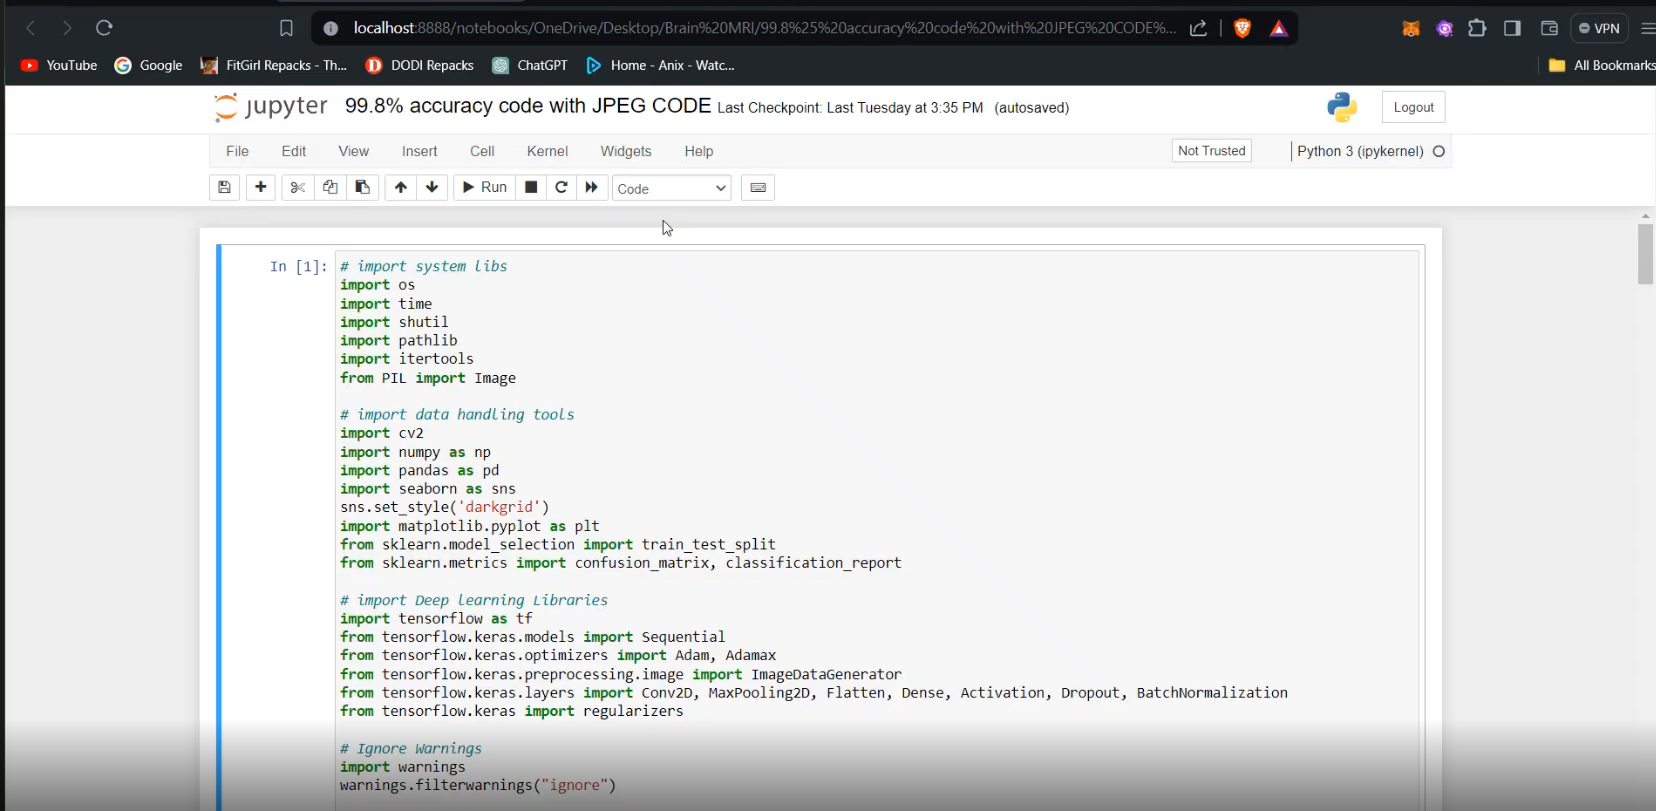 localhost:8888/notebooks/OneDrive/Desktop/Brain%20MRI/99.8%25%20accuracy%20code%20with%20JPEG%20CODE%...
VPN
YouTube Google FitGirl Repacks - Th... DODI Repacks ChatGPT Home - Anix - Watc... All Bookmarks
jupyter 99.8% accuracy code with JPEG CODE Last Checkpoint: Last Tuesday at 3:35 PM (autosaved) Logout
File Edit View Insert Cell Kernel Widgets Help Not Trusted Python 3 (ipykernel)
Run Code
In [1]: # import system libs
import os
import time
import shutil
import pathlib
import itertools
from PIL import Image
# import data handling tools
import cv2
import numpy as np
import pandas as pd
import seaborn as sns
sns.set_style('darkgrid')
import matplotlib.pyplot as plt
from sklearn.model_selection import train_test_split
from sklearn.metrics import confusion_matrix, classification_report
# import Deep learning Libraries
import tensorflow as tf
from tensorflow.keras.models import Sequential
from tensorflow.keras.optimizers import Adam, Adamax
from tensorflow.keras.preprocessing.image import ImageDataGenerator
from tensorflow.keras.layers import Conv2D, MaxPooling2D, Flatten, Dense, Activation, Dropout, BatchNormalization
from tensorflow.keras import regularizers
# Ignore Warnings
import warnings
warnings.filterwarnings("ignore")